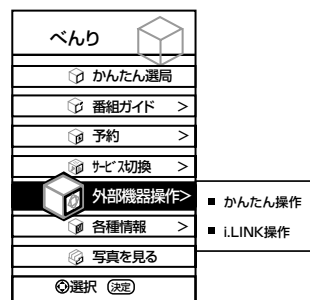 べんり
かんたん選局
番組ガイド >
予約 >
ｻｰﾋﾞｽ切換 >
外部機器操作>
各種情報 >
写真を見る
選択 決定
■ かんたん操作
■ i.LINK操作